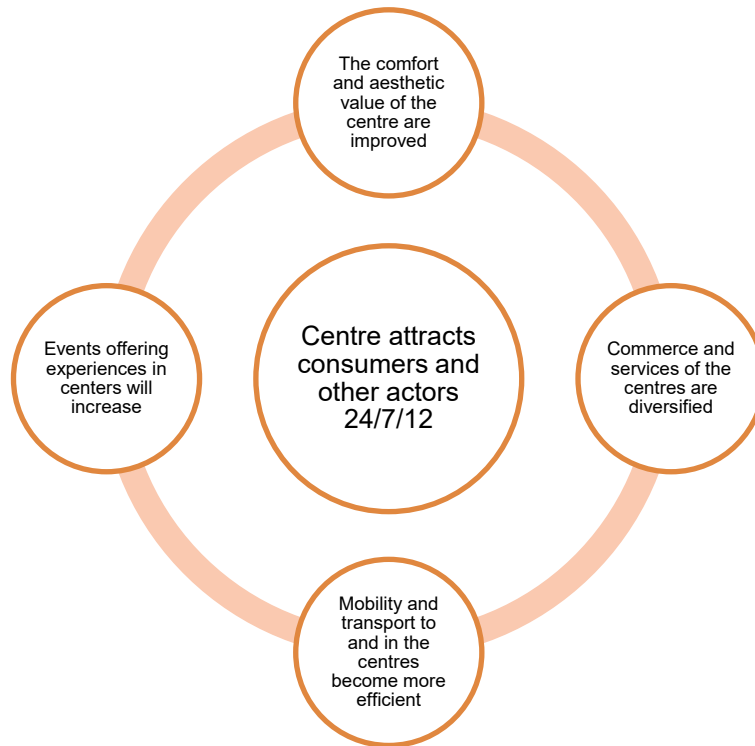 The comfort
and aesthetic
value of the
centre are
improved
Events offering
experiences in
centers will
increase
Centre attracts
consumers and
other actors
24/7/12
Commerce and
services of the
centres are
diversified
Mobility and
transport to
and in the
centres
become more
efficient